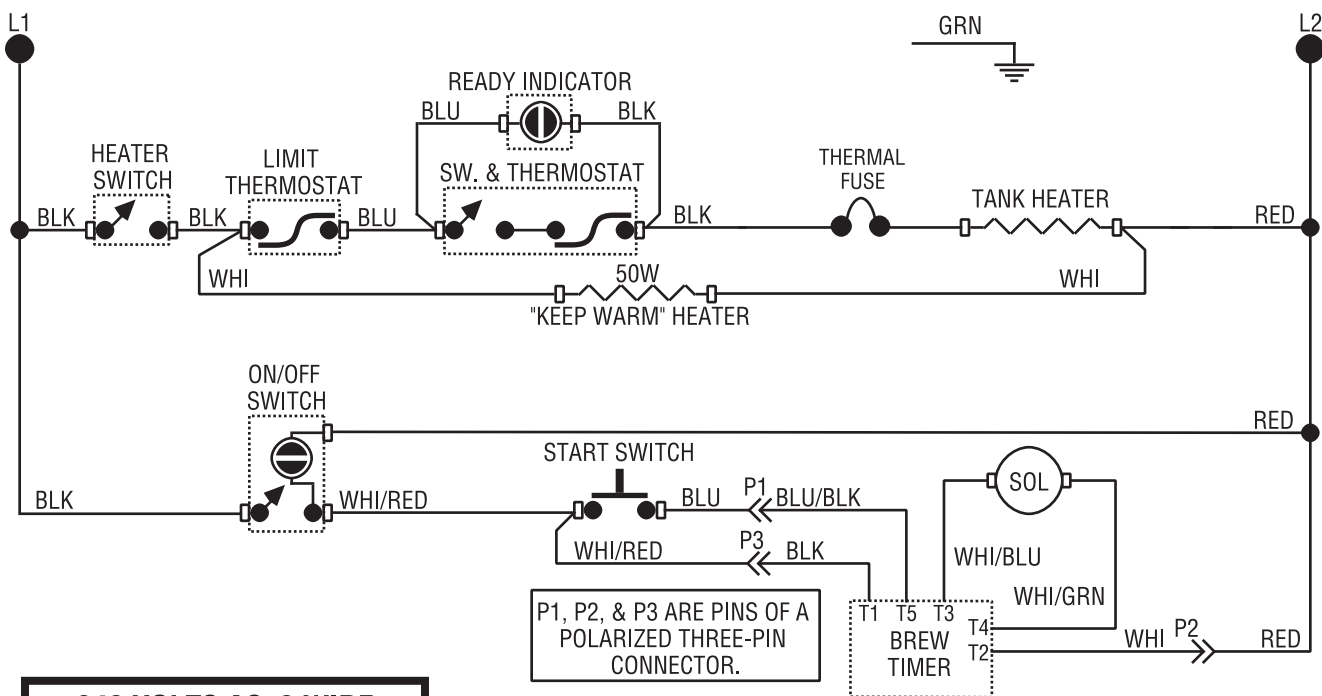 L1
GRN
L2
READY INDICATOR
BLU
BLK
HEATER
SWITCH
LIMIT
THERMOSTAT
SW. & THERMOSTAT
THERMAL
FUSE
TANK HEATER
BLK
BLK
BLU
BLK
RED
WHI
50W
WHI
"KEEP WARM" HEATER
ON/OFF
SWITCH
RED
START SWITCH
SOL
BLK
WHI/RED
BLU
P1
BLU/BLK
WHI/RED
P3
BLK
WHI/BLU
WHI/GRN
P1, P2, & P3 ARE PINS OF A
POLARIZED THREE-PIN
CONNECTOR.
T1 T5 T3
T4
BREW
TIMER
T2
WHI
P2
RED